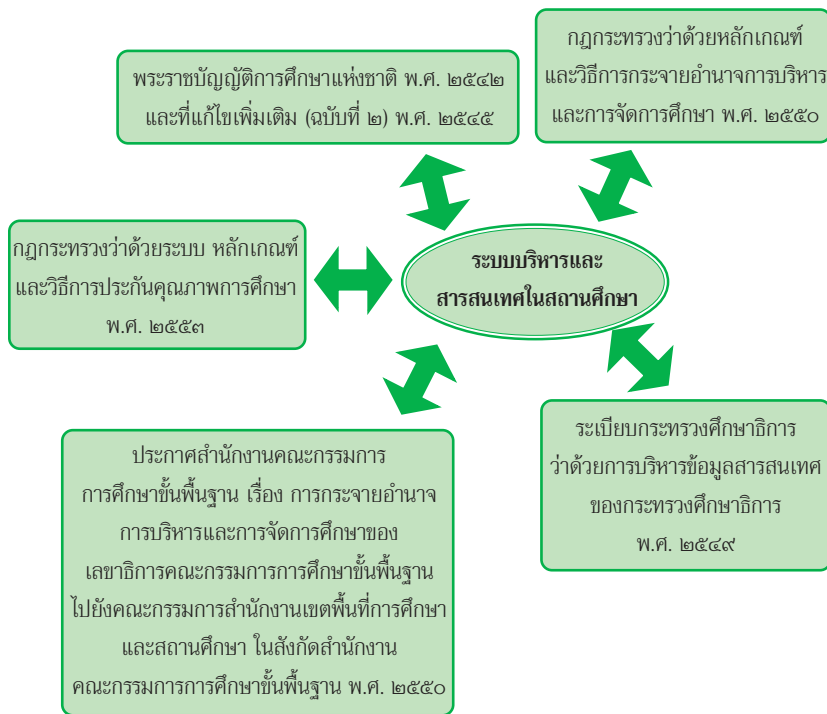 พระราชบัญญัติการศึกษาแห่งชาติ พ.ศ. ๒๕๔๒
และที่แก้ไขเพิ่มเติม (ฉบับที่ ๒) พ.ศ. ๒๕๔๕
กฎกระทรวงว่าด้วยหลักเกณฑ์
และวิธีการกระจายอำนาจการบริหาร
และการจัดการศึกษา พ.ศ. ๒๕๕๐
กฎกระทรวงว่าด้วยระบบ หลักเกณฑ์
และวิธีการประกันคุณภาพการศึกษา
พ.ศ. ๒๕๕๓
ระบบบริหารและ
สารสนเทศในสถานศึกษา
ประกาศสำนักงานคณะกรรมการ
การศึกษาขั้นพื้นฐาน เรื่อง การกระจายอำนาจ
การบริหารและการจัดการศึกษาของ
เลขาธิการคณะกรรมการการศึกษาขั้นพื้นฐาน
ไปยังคณะกรรมการสำนักงานเขตพื้นที่การศึกษา
และสถานศึกษา ในสังกัดสำนักงาน
คณะกรรมการการศึกษาขั้นพื้นฐาน พ.ศ. ๒๕๕๐
ระเบียบกระทรวงศึกษาธิการ
ว่าด้วยการบริหารข้อมูลสารสนเทศ
ของกระทรวงศึกษาธิการ
พ.ศ. ๒๕๔๙